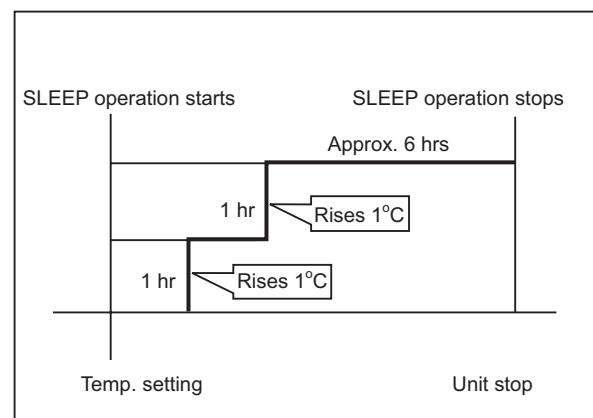 SLEEP operation starts
SLEEP operation stops
Approx. 6 hrs
1 hr
Rises 1°C
1 hr
Rises 1°C
Temp. setting
Unit stop